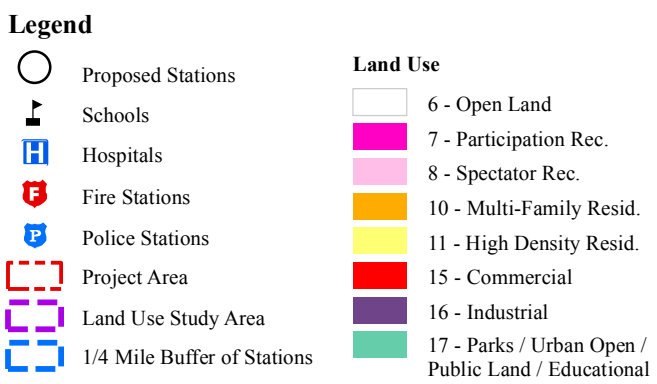 Legend
Proposed Stations
Schools
H
Hospitals
F
Fire Stations
P
Police Stations
Project Area
Land Use Study Area
1/4 Mile Buffer of Stations
Land Use
6 - Open Land
7 - Participation Rec.
8 - Spectator Rec.
10 - Multi-Family Resid.
11 - High Density Resid.
15 - Commercial
16 - Industrial
17 - Parks / Urban Open /
Public Land / Educational